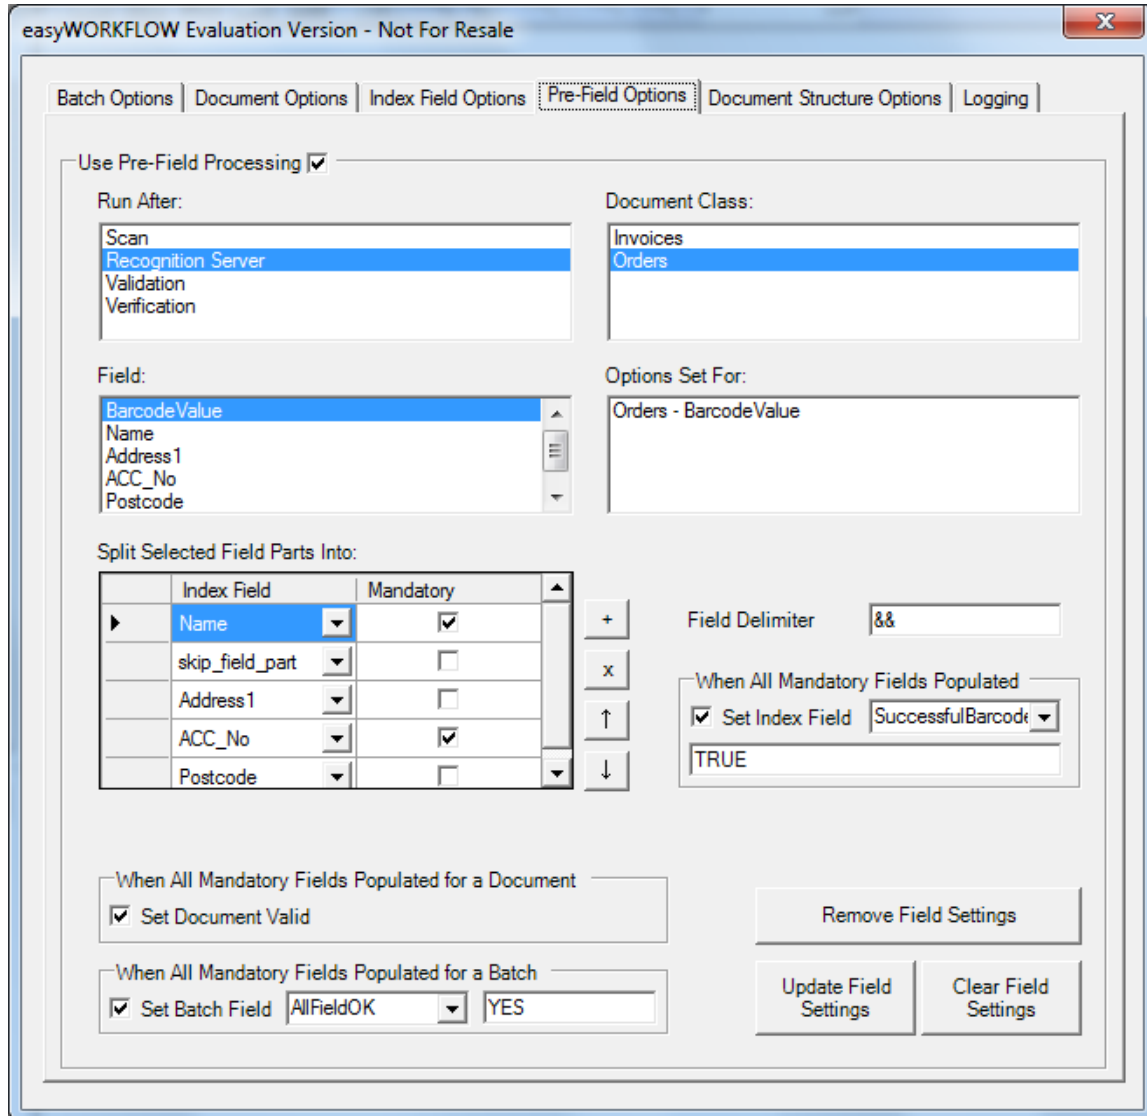 easyWORKFLOW Evaluation Version - Not For Resale
x
Batch Options Document Options Index Field Options Pre-Field Options Document Structure Options Logging
Use Pre-Field Processing
Run After: Document Class:
Scan Invoices
Recognition Server Orders
Validation
Verification
Field: Options Set For:
BarcodeValue Orders - BarcodeValue
Name
Address1
ACC_No
Postcode
Split Selected Field Parts Into:
Index Field Mandatory
Name + Field Delimiter &&
skip_field_part x When All Mandatory Fields Populated
Address1 ↑ Set Index Field SuccessfulBarcode
ACC_No TRUE
Postcode ↓
When All Mandatory Fields Populated for a Document
Set Document Valid Remove Field Settings
When All Mandatory Fields Populated for a Batch
Set Batch Field AllFieldOK YES
Update Field Clear Field
Settings Settings